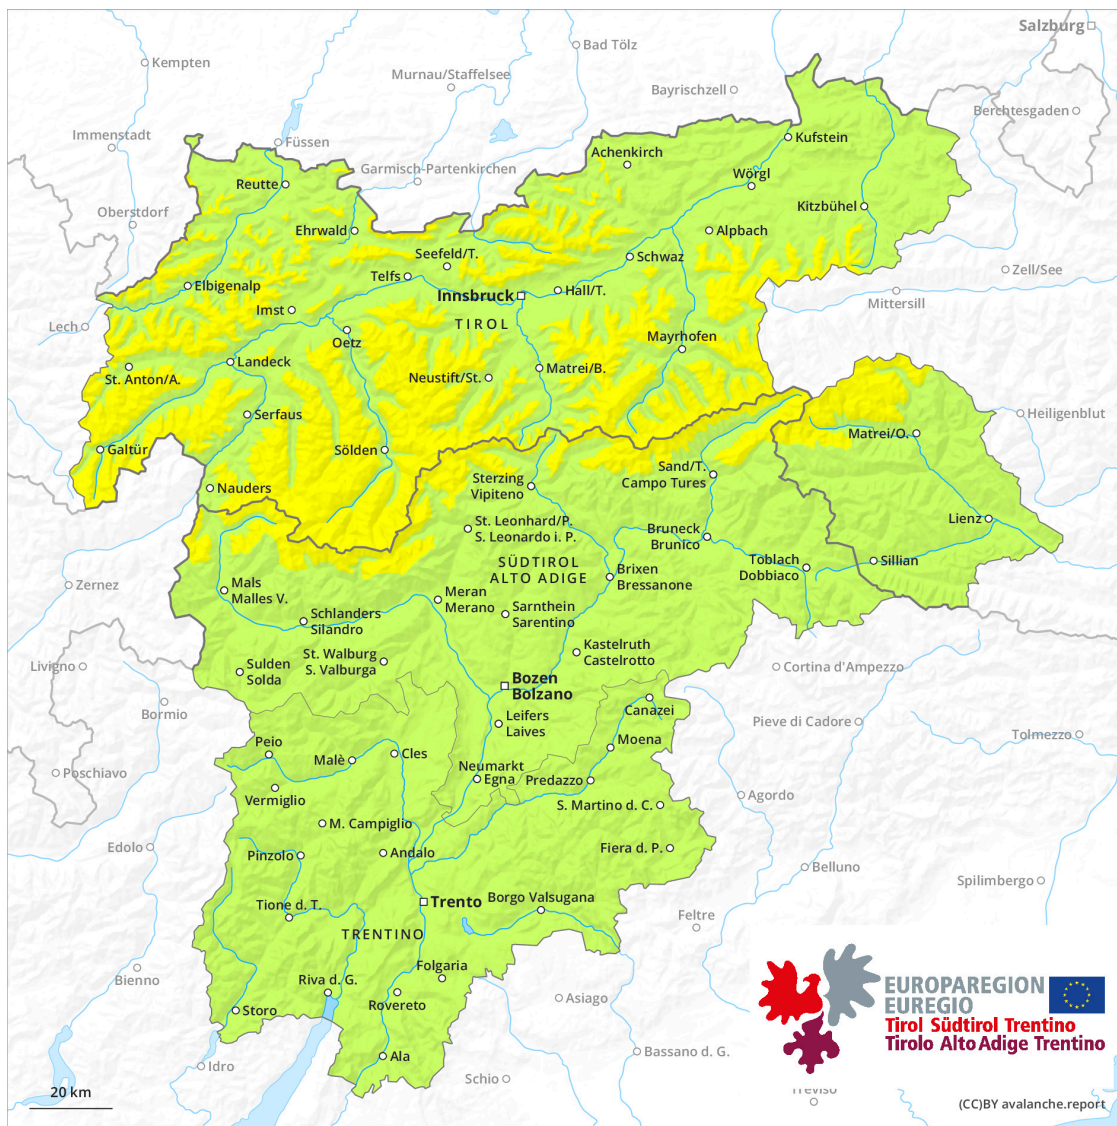 Salzburg
Bad Tölz
Kempten
Murnau/Staffelsee
Bayrischzell
Berchtesgaden
Immenstadt
Füssen
Kufstein
Achenkirch
Garmisch-Partenkirchen
Wörgl
Reutte
Kitzbühel
Oberstdorf
Ehrwald
Alpbach
Seefeld/T.
Schwaz
Zell/See
Telfs
Elbigenalp
Hall/T.
Innsbruck
Mittersill
Imst
TIROL
Lech
Oetz
Mayrhofen
Landeck
Matrei/B.
St. Anton/A.
Neustift/St.
Serfaus
Heiligenblut
Matrei/O.
Galtür
Sölden
Sand/T.
Campo Tures
Sterzing
Vipiteno
Nauders
St. Leonhard/P.
S. Leonardo i. P.
Lienz
Bruneck
Brunico
SÜDTIROL
ALTO ADIGE
Toblach
Dobbiaco
Sillian
Brixen
Bressanone
Zernez
Mals
Malles V.
Meran
Merano
Sarnthein
Sarentino
Schlanders
Silandro
Kastelruth
Castelrotto
St. Walburg
S. Valburga
Livigno
Sulden
Solda
Cortina d'Ampezzo
Bozen
Bolzano
Bormio
Canazei
Leifers
Laives
Pieve di Cadore
Tolmezzo
Peio
Moena
Cles
Malè
Neumarkt
Egna
Poschiavo
Predazzo
Vermiglio
Agordo
S. Martino d. C.
M. Campiglio
Edolo
Fiera d. P.
Pinzolo
Andalo
Belluno
Spilimbergo
Borgo Valsugana
Trento
Tione d. T.
Feltre
TRENTINO
Folgaria
Bienno
Riva d. G.
Rovereto
Asiago
Storo
EUROPAREGION
EUREGIO
Tirol Südtirol Trentino
Tirolo Alto Adige Trentino
Ala
Bassano d. G.
Idro
Schio
Treviso
20 km
(CC)BY avalanche.report